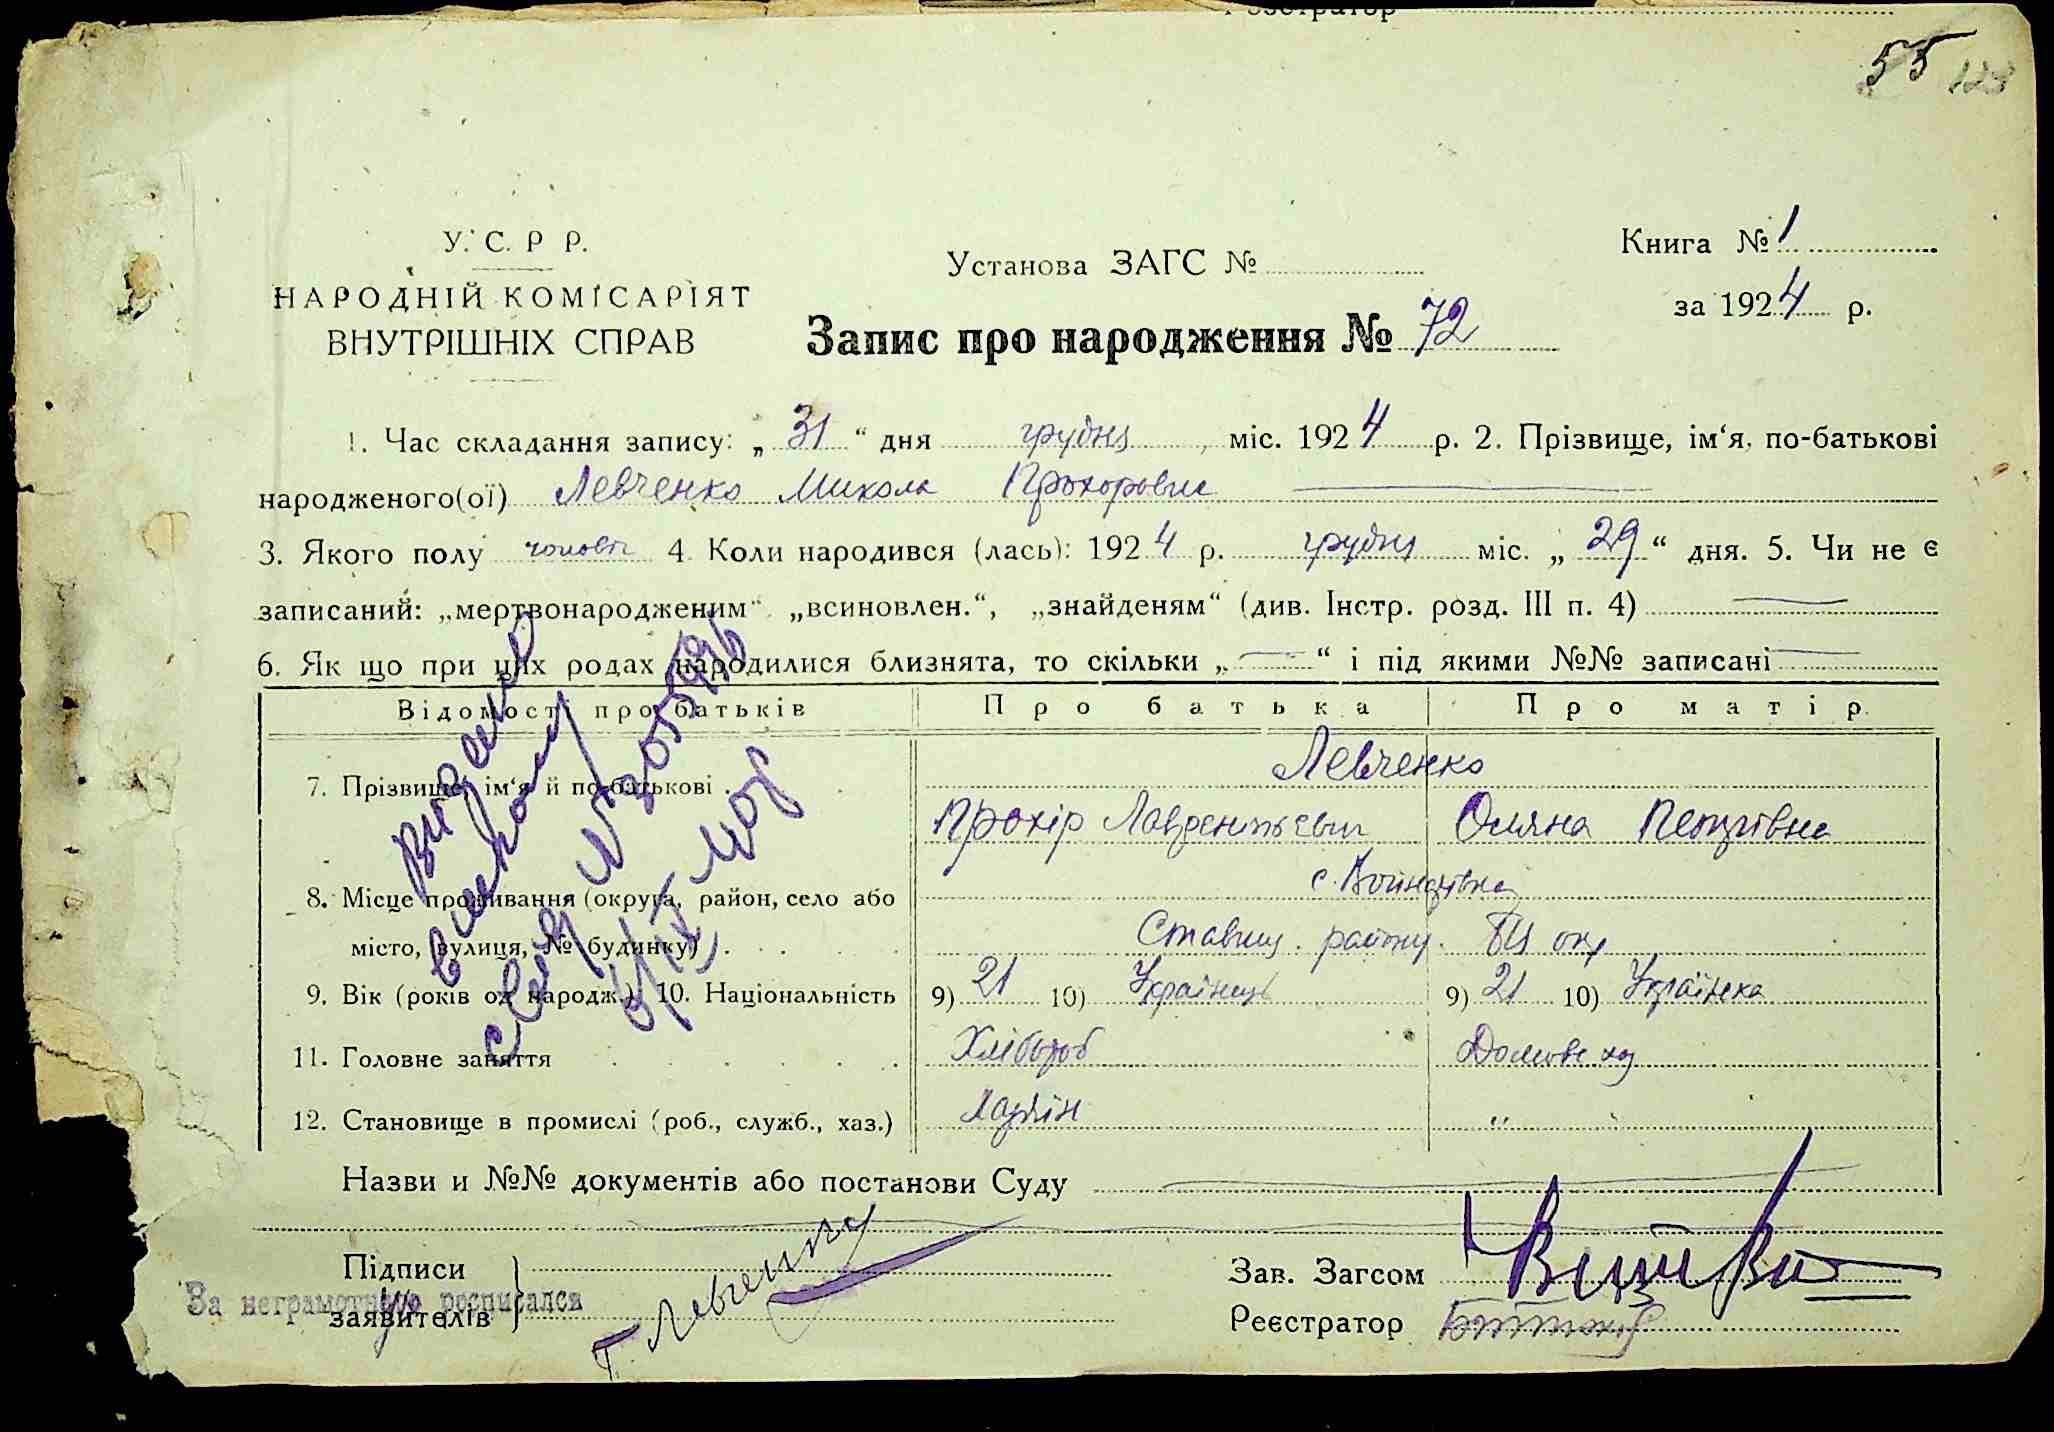 Реєстратор
55 128
У. С. Р Р.
НАРОДНІЙ КОМІСАРІЯТ
ВНУТРІШНІХ СПРАВ
Установа ЗАГС №
Книга № 1
за 1924 р.
Запис про народження № 72
1. Час складання запису: „ 31 “ дня грудня, міс. 1924 р. 2. Прізвище, ім‘я, по-батькові
народженого(ої) Левченко Микола Прохорович
3. Якого полу чоловіч 4. Коли народився (лась): 1924 р. грудня міс. „ 29 “ дня. 5. Чи не є
записаний: „мертвонародженим“ „всиновлен.“, „знайденям“ (див. Інстр. розд. III п. 4)
6. Як що при цих родах народилися близнята, то скільки „ — “ і під якими №№ записані
Відомості про батьків Про батька Про матір
7. Прізвище, ім‘я й по-батькові . Левченко
Прохір Лаврентьевич Оляна Петрівна
8. Місце проживання (округа, район, село або с.
місто, вулиця, № будинку) . Ставищ. району. БЦ окр
9. Вік (років од народж.) 10. Національність 9) 21 10) Українець 9) 21 10) Українка
11. Головне заняття Хлібороб Домове
12. Становище в промислі (роб., служб., хаз.) Хазяїн „
Назви и №№ документів або постанови Суду
Підписи
заявителів
За неграмотного росписался
Г. Левченко
Зав. Загсом
Реєстратор